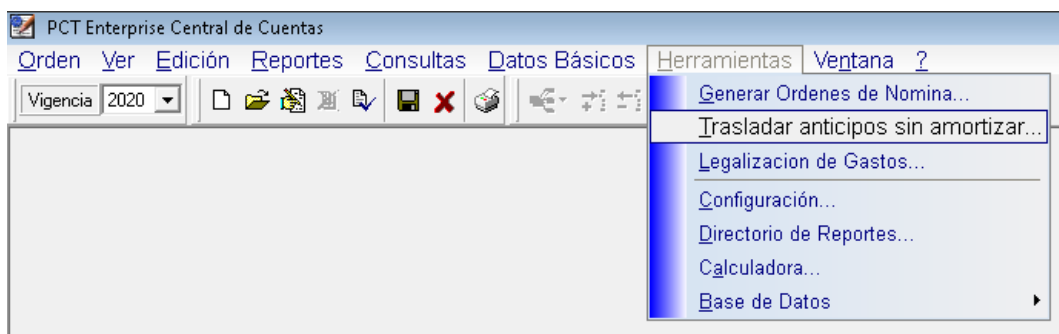 PCT Enterprise Central de Cuentas
Orden Ver Edición Reportes Consultas Datos Básicos Herramientas Ventana ?
Vigencia 2020
Generar Ordenes de Nomina...
Trasladar anticipos sin amortizar...
Legalizacion de Gastos...
Configuración...
Directorio de Reportes...
Calculadora...
Base de Datos